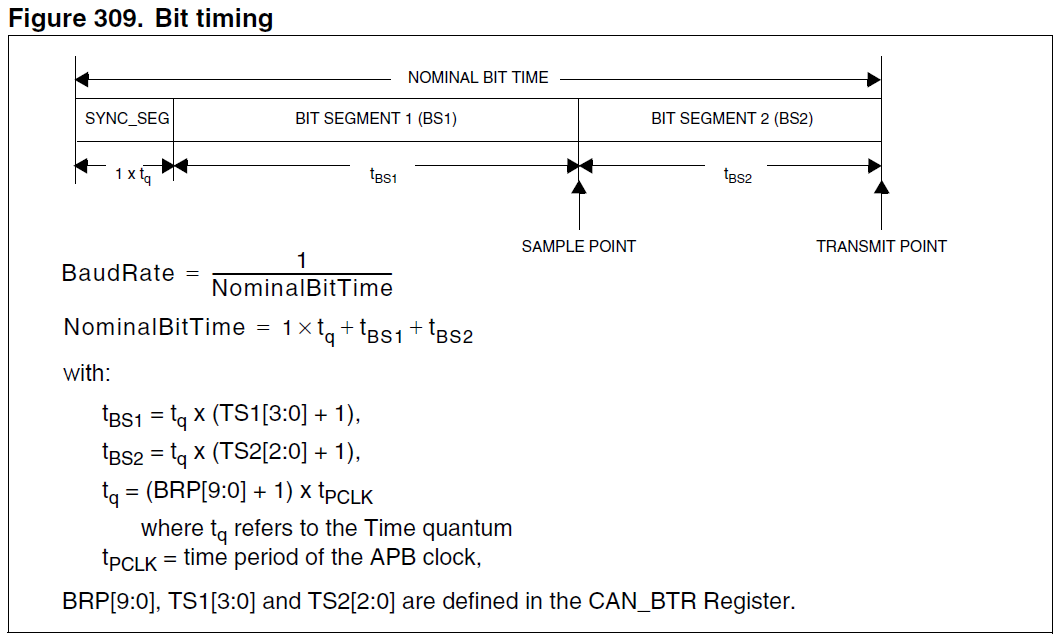 Figure 309. Bit timing
NOMINAL BIT TIME
SYNC_SEG BIT SEGMENT 1 (BS1) BIT SEGMENT 2 (BS2)
1 x tq tBS1 tBS2
SAMPLE POINT TRANSMIT POINT
BaudRate = 1 / NominalBitTime
NominalBitTime = 1 × tq + tBS1 + tBS2
with:
tBS1 = tq x (TS1[3:0] + 1),
tBS2 = tq x (TS2[2:0] + 1),
tq = (BRP[9:0] + 1) x tPCLK
where tq refers to the Time quantum
tPCLK = time period of the APB clock,
BRP[9:0], TS1[3:0] and TS2[2:0] are defined in the CAN_BTR Register.